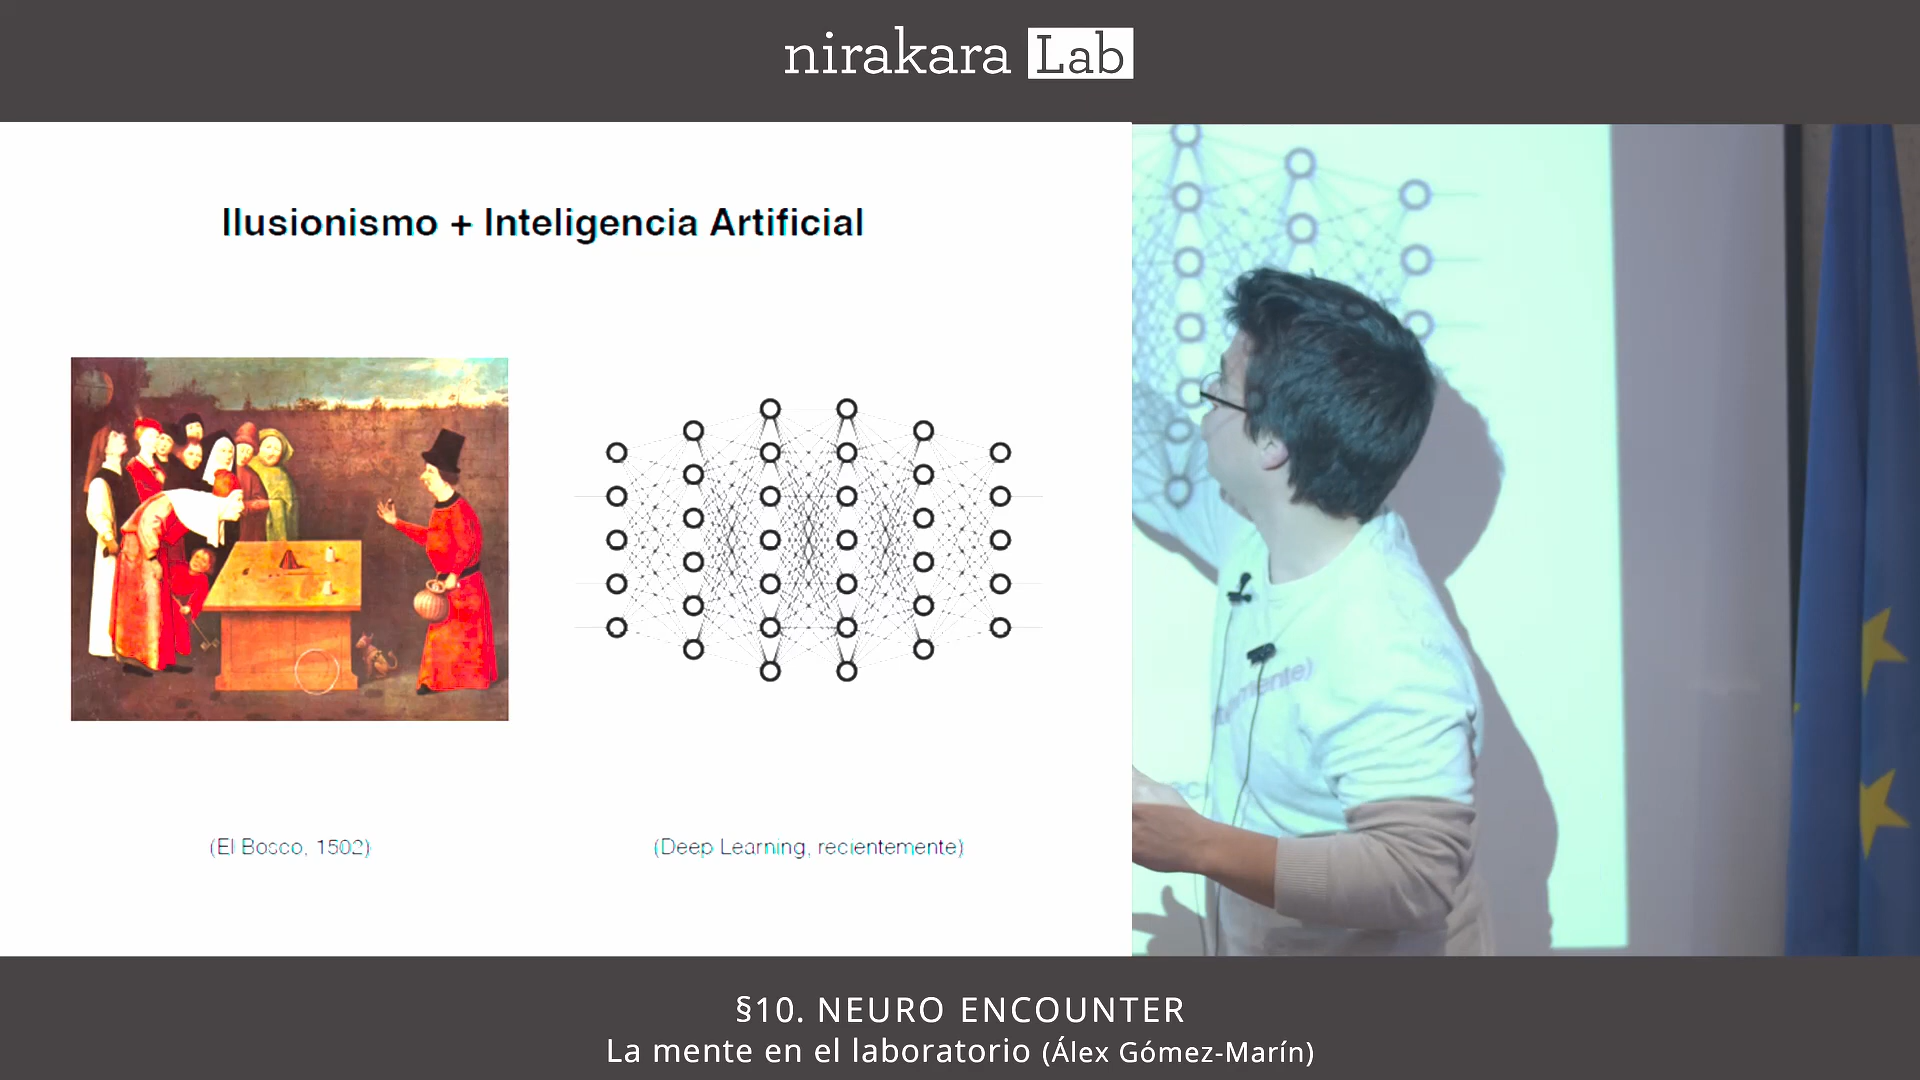 nirakara Lab
Ilusionismo + Inteligencia Artificial
(El Bosco, 1502)
(Deep Learning, recientemente)
§10. NEURO ENCOUNTER
La mente en el laboratorio (Álex Gómez-Marín)